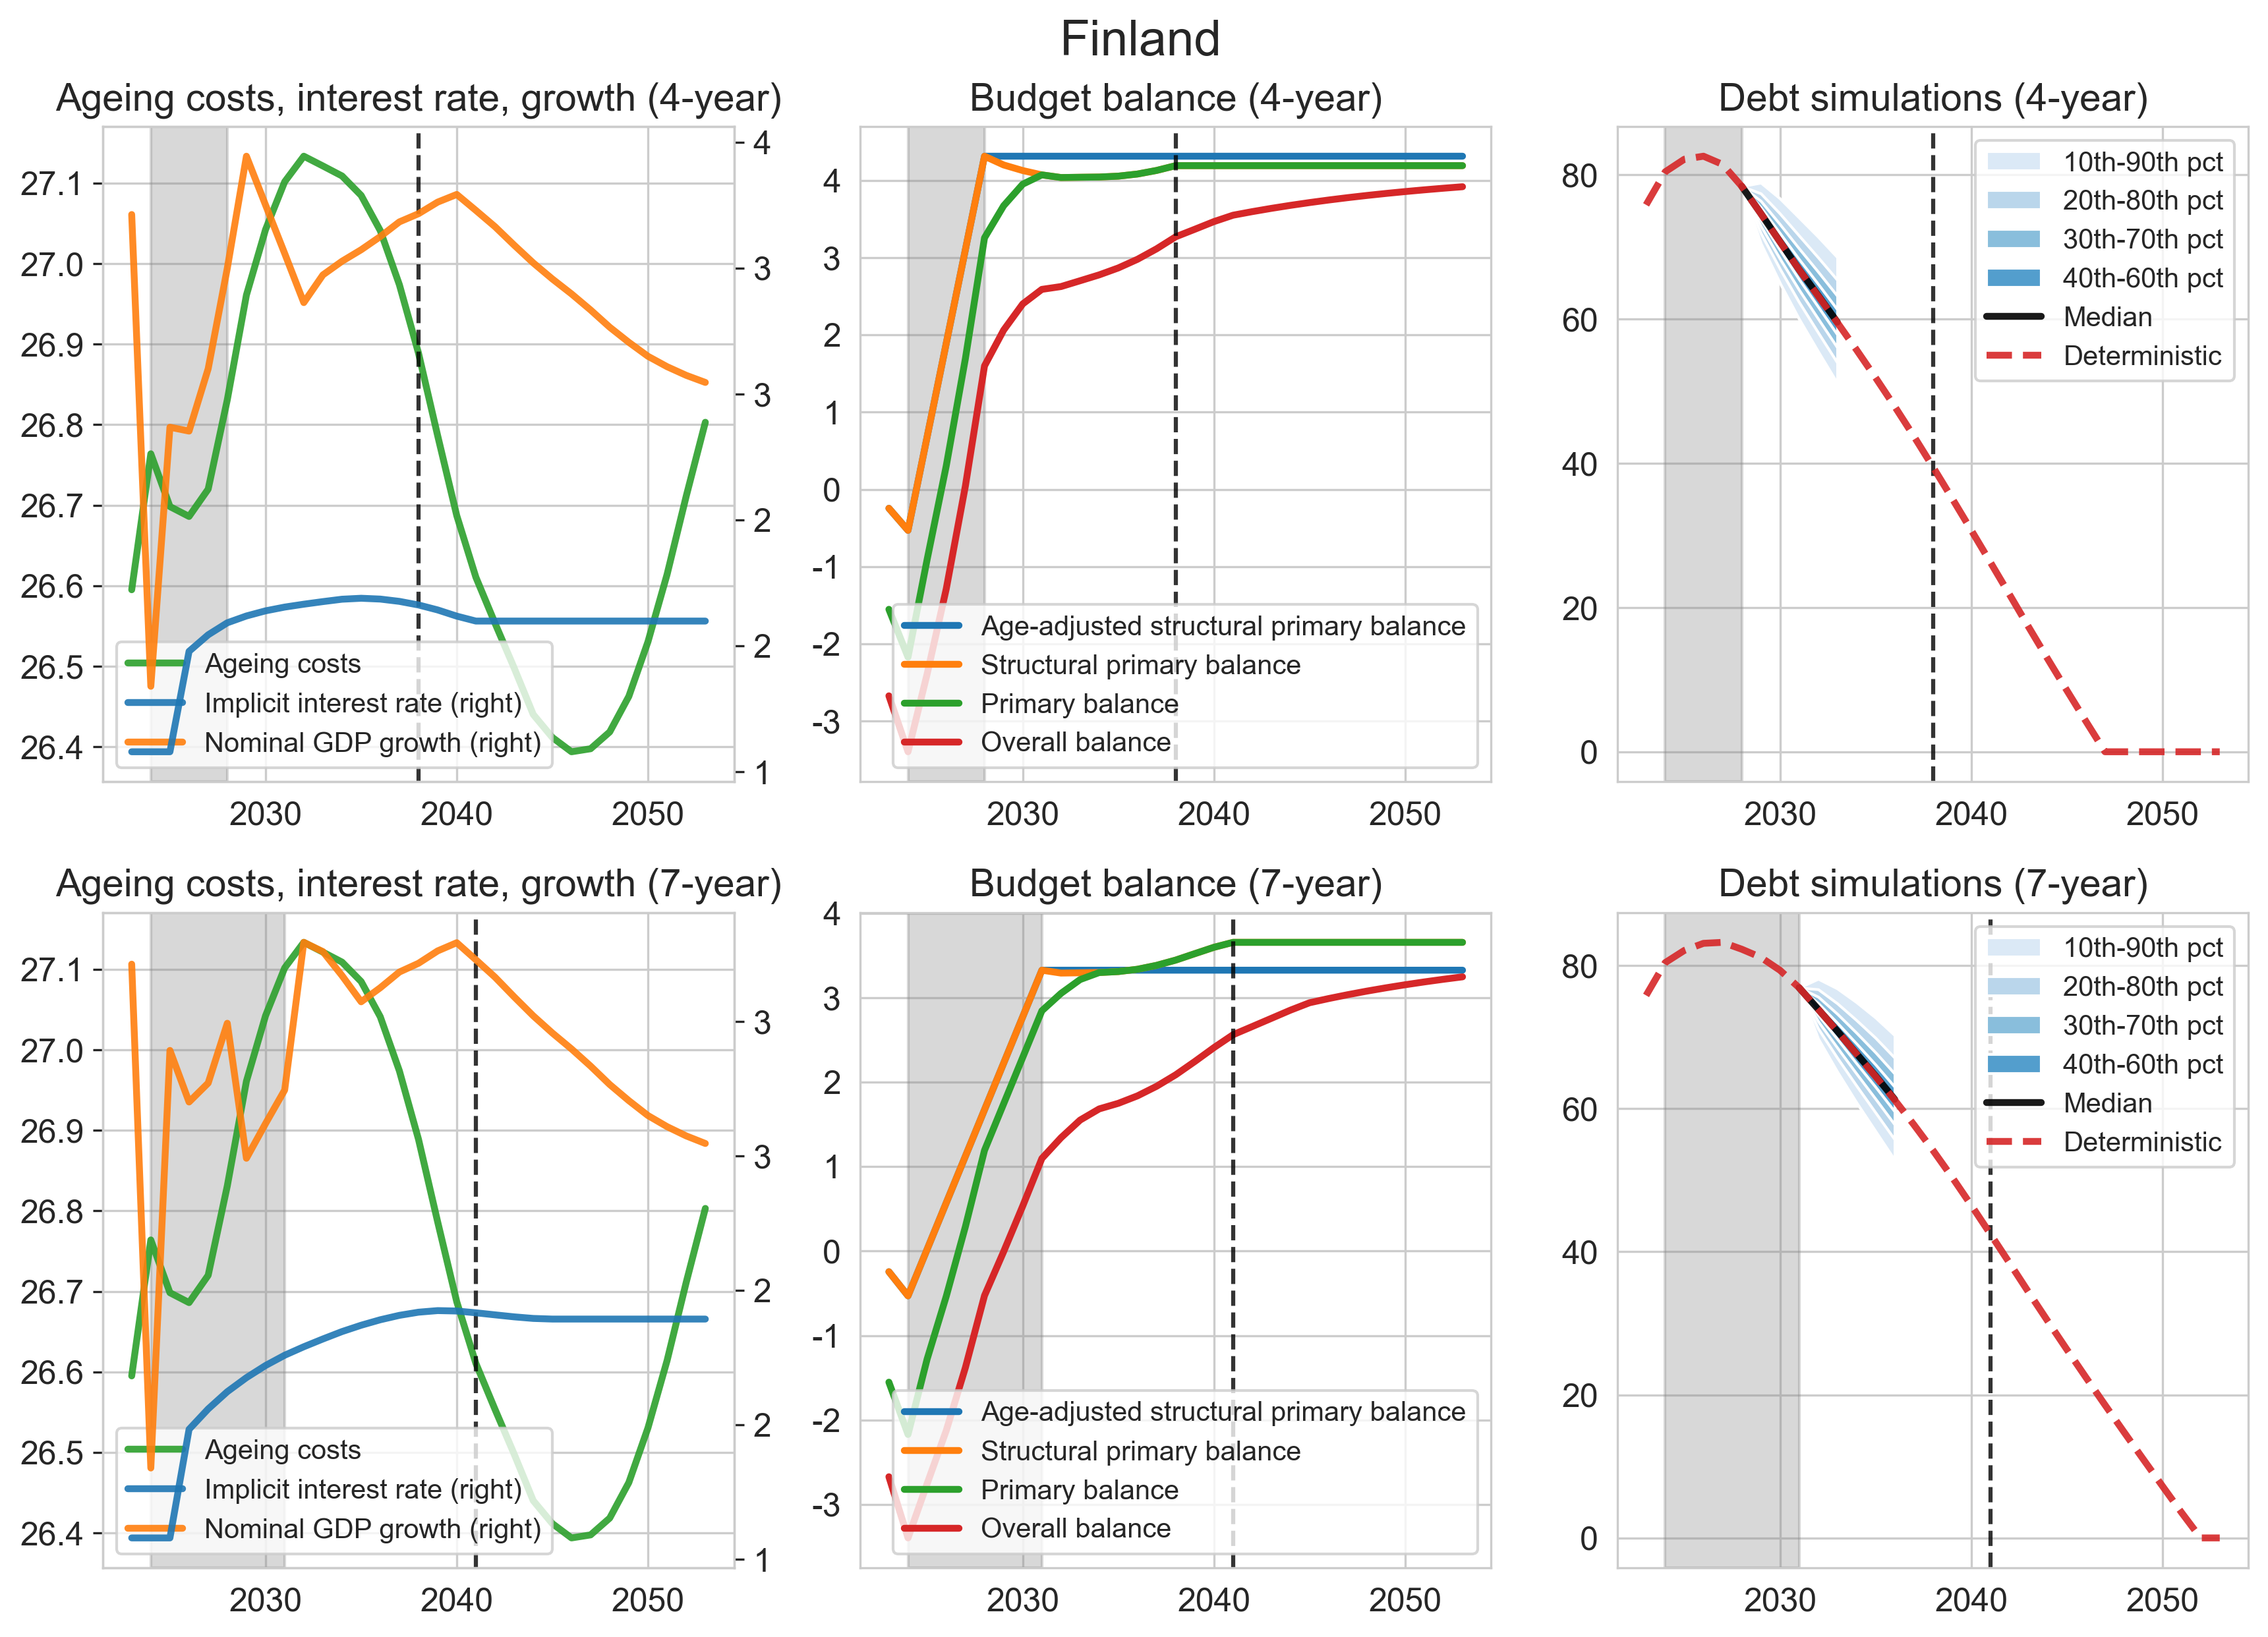 Finland
Ageing costs, interest rate, growth (4-year)
27.1
27.0
26.9
26.8
26.7
26.6
26.5
26.4
4
3
3
2
2
1
2030
2040
2050
Ageing costs
Implicit interest rate (right)
Nominal GDP growth (right)
Budget balance (4-year)
4
3
2
1
0
-1
-2
-3
2030
2040
2050
Age-adjusted structural primary balance
Structural primary balance
Primary balance
Overall balance
Debt simulations (4-year)
80
60
40
20
0
2030
2040
2050
10th-90th pct
20th-80th pct
30th-70th pct
40th-60th pct
Median
Deterministic
Ageing costs, interest rate, growth (7-year)
27.1
27.0
26.9
26.8
26.7
26.6
26.5
26.4
3
3
2
2
1
2030
2040
2050
Ageing costs
Implicit interest rate (right)
Nominal GDP growth (right)
Budget balance (7-year)
4
3
2
1
0
-1
-2
-3
2030
2040
2050
Age-adjusted structural primary balance
Structural primary balance
Primary balance
Overall balance
Debt simulations (7-year)
80
60
40
20
0
2030
2040
2050
10th-90th pct
20th-80th pct
30th-70th pct
40th-60th pct
Median
Deterministic